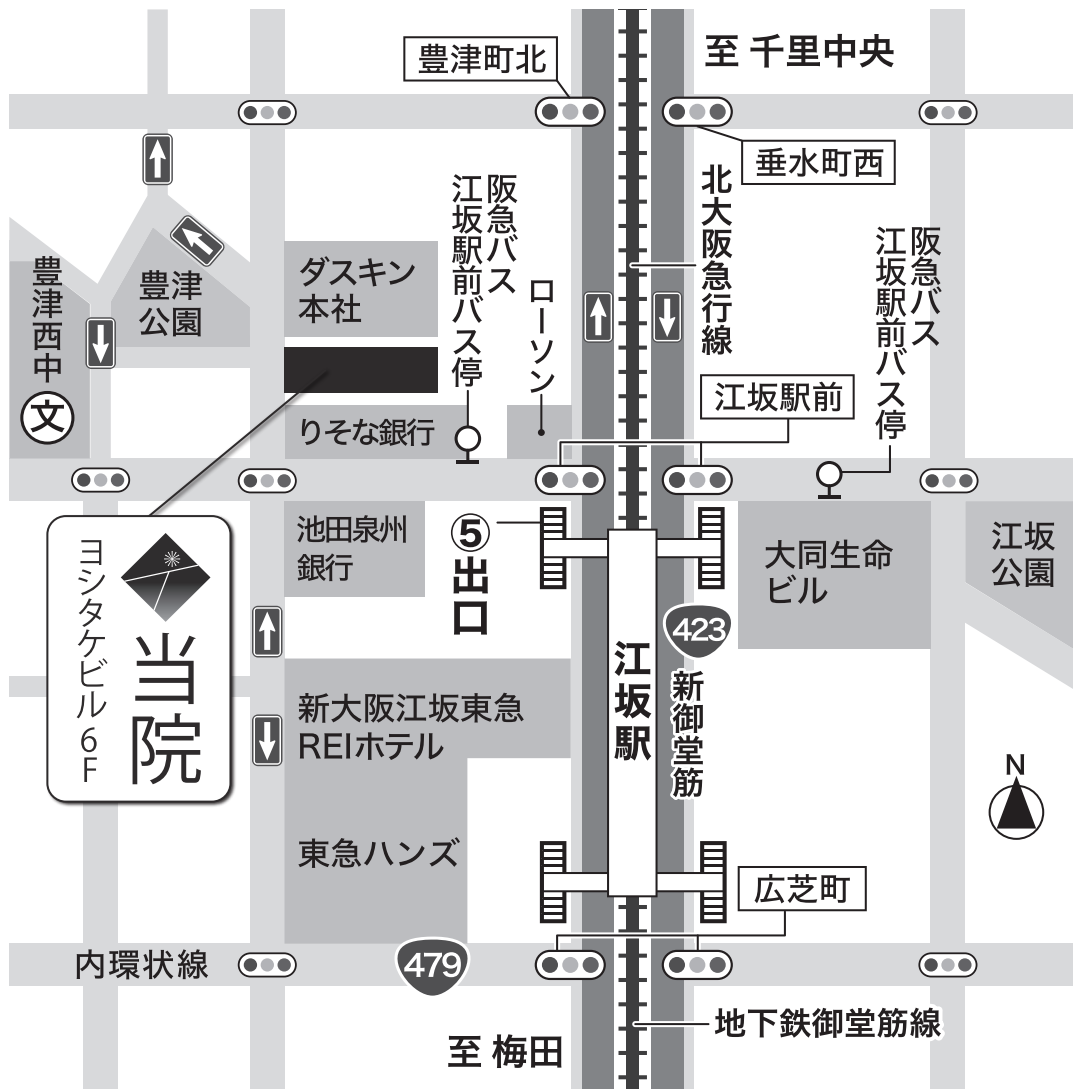 豊津町北
至 千里中央
垂水町西
北大阪急行線
阪急バス
江坂駅前バス停
阪急バス
江坂駅前バス停
豊津西中
文
豊津
公園
ダスキン
本社
ローソン
江坂駅前
りそな銀行
池田泉州
銀行
⑤出口
大同生命
ビル
江坂
公園
ヨシタケビル6F
当院
423
新御堂筋
江坂駅
新大阪江坂東急
REIホテル
東急ハンズ
N
広芝町
内環状線
479
地下鉄御堂筋線
至 梅田